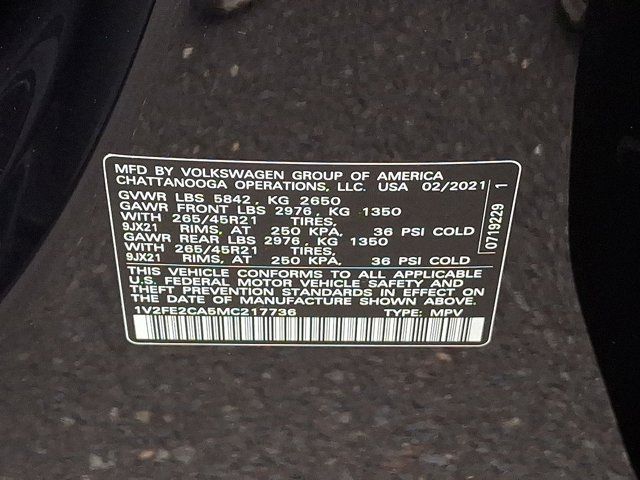 MFD BY VOLKSWAGEN GROUP OF AMERICA
CHATTANOOGA OPERATIONS, LLC. USA 02/2021
GVWR LBS 5842, KG 2650
GAWR FRONT LBS 2976, KG 1350
WITH 265/45R21 TIRES,
9JX21 RIMS, AT 250 KPA, 36 PSI COLD
GAWR REAR LBS 2976, KG 1350
WITH 265/45R21 TIRES,
9JX21 RIMS, AT 250 KPA, 36 PSI COLD
THIS VEHICLE CONFORMS TO ALL APPLICABLE
U.S. FEDERAL MOTOR VEHICLE SAFETY AND
THEFT PREVENTION STANDARDS IN EFFECT ON
THE DATE OF MANUFACTURE SHOWN ABOVE.
1V2FE2CA5MC217736 TYPE: MPV
0719229 1